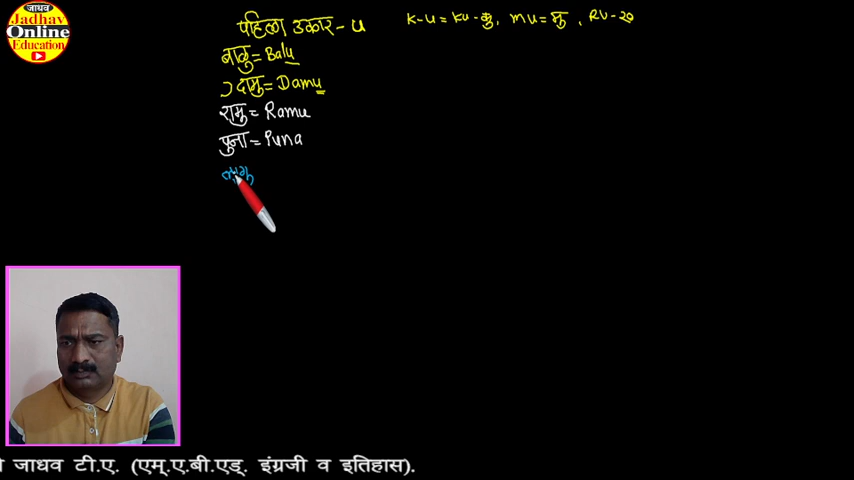 जाधव
Jadhav
Online
Education
पहिला उकार - u
K-u = Ku - कु, mu = मु, Ru - रु
बाळु = Balu
दामु = Damu
रामु = Ramu
पुना = Puna
जाधव टी.ए. (एम्.ए.बी.एड्. इंग्रजी व इतिहास).